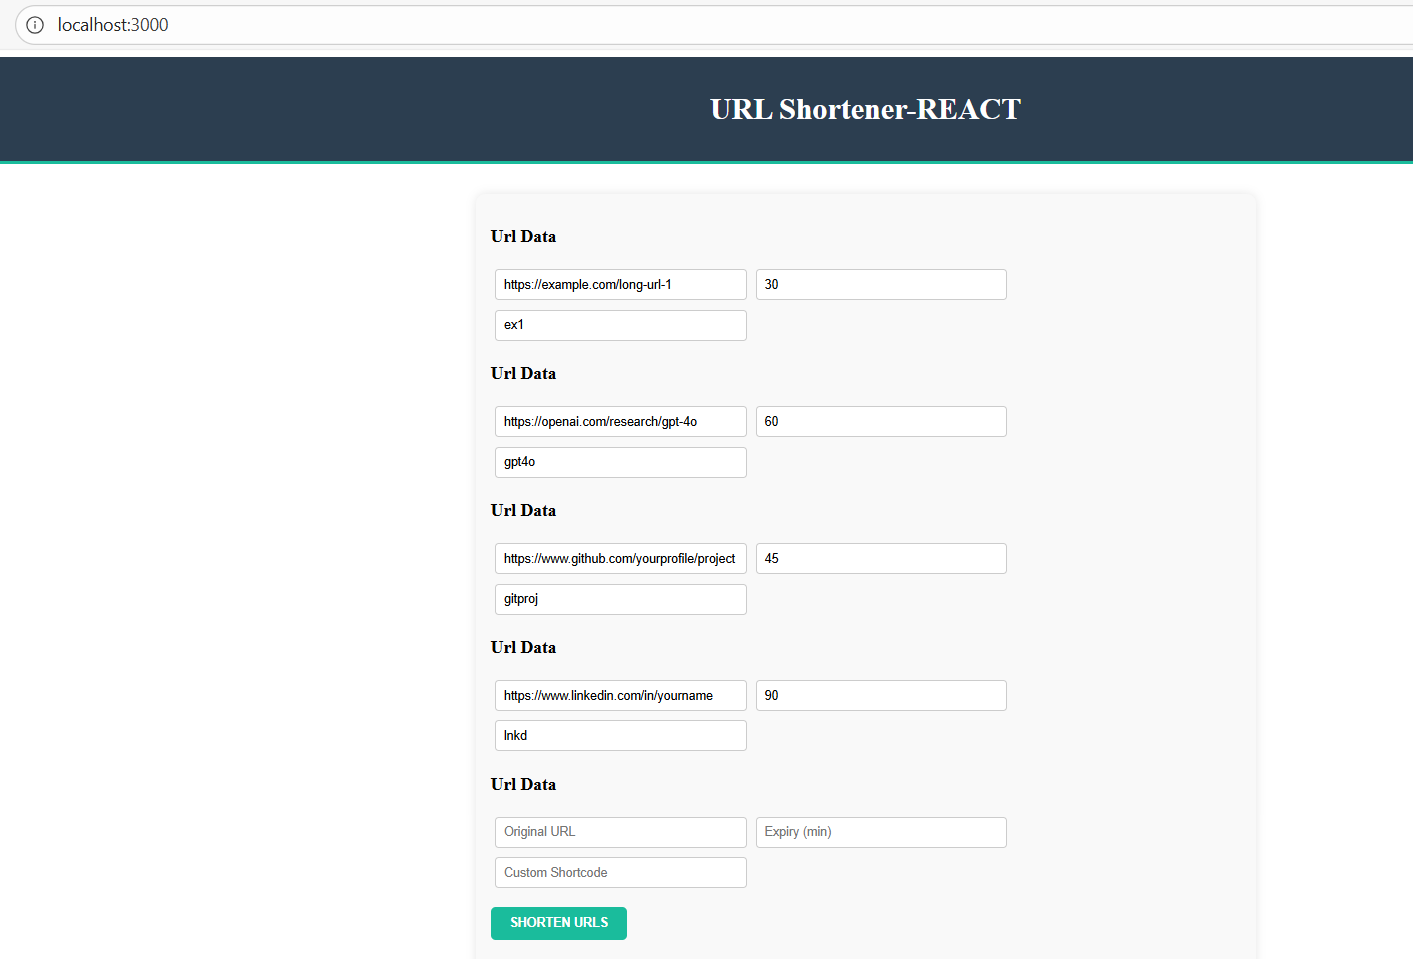 localhost:3000
URL Shortener-REACT
Url Data
https://example.com/long-url-1 30
ex1
Url Data
https://openai.com/research/gpt-4o 60
gpt4o
Url Data
https://www.github.com/yourprofile/project 45
gitproj
Url Data
https://www.linkedin.com/in/yourname 90
lnkd
Url Data
Original URL Expiry (min)
Custom Shortcode
SHORTEN URLS